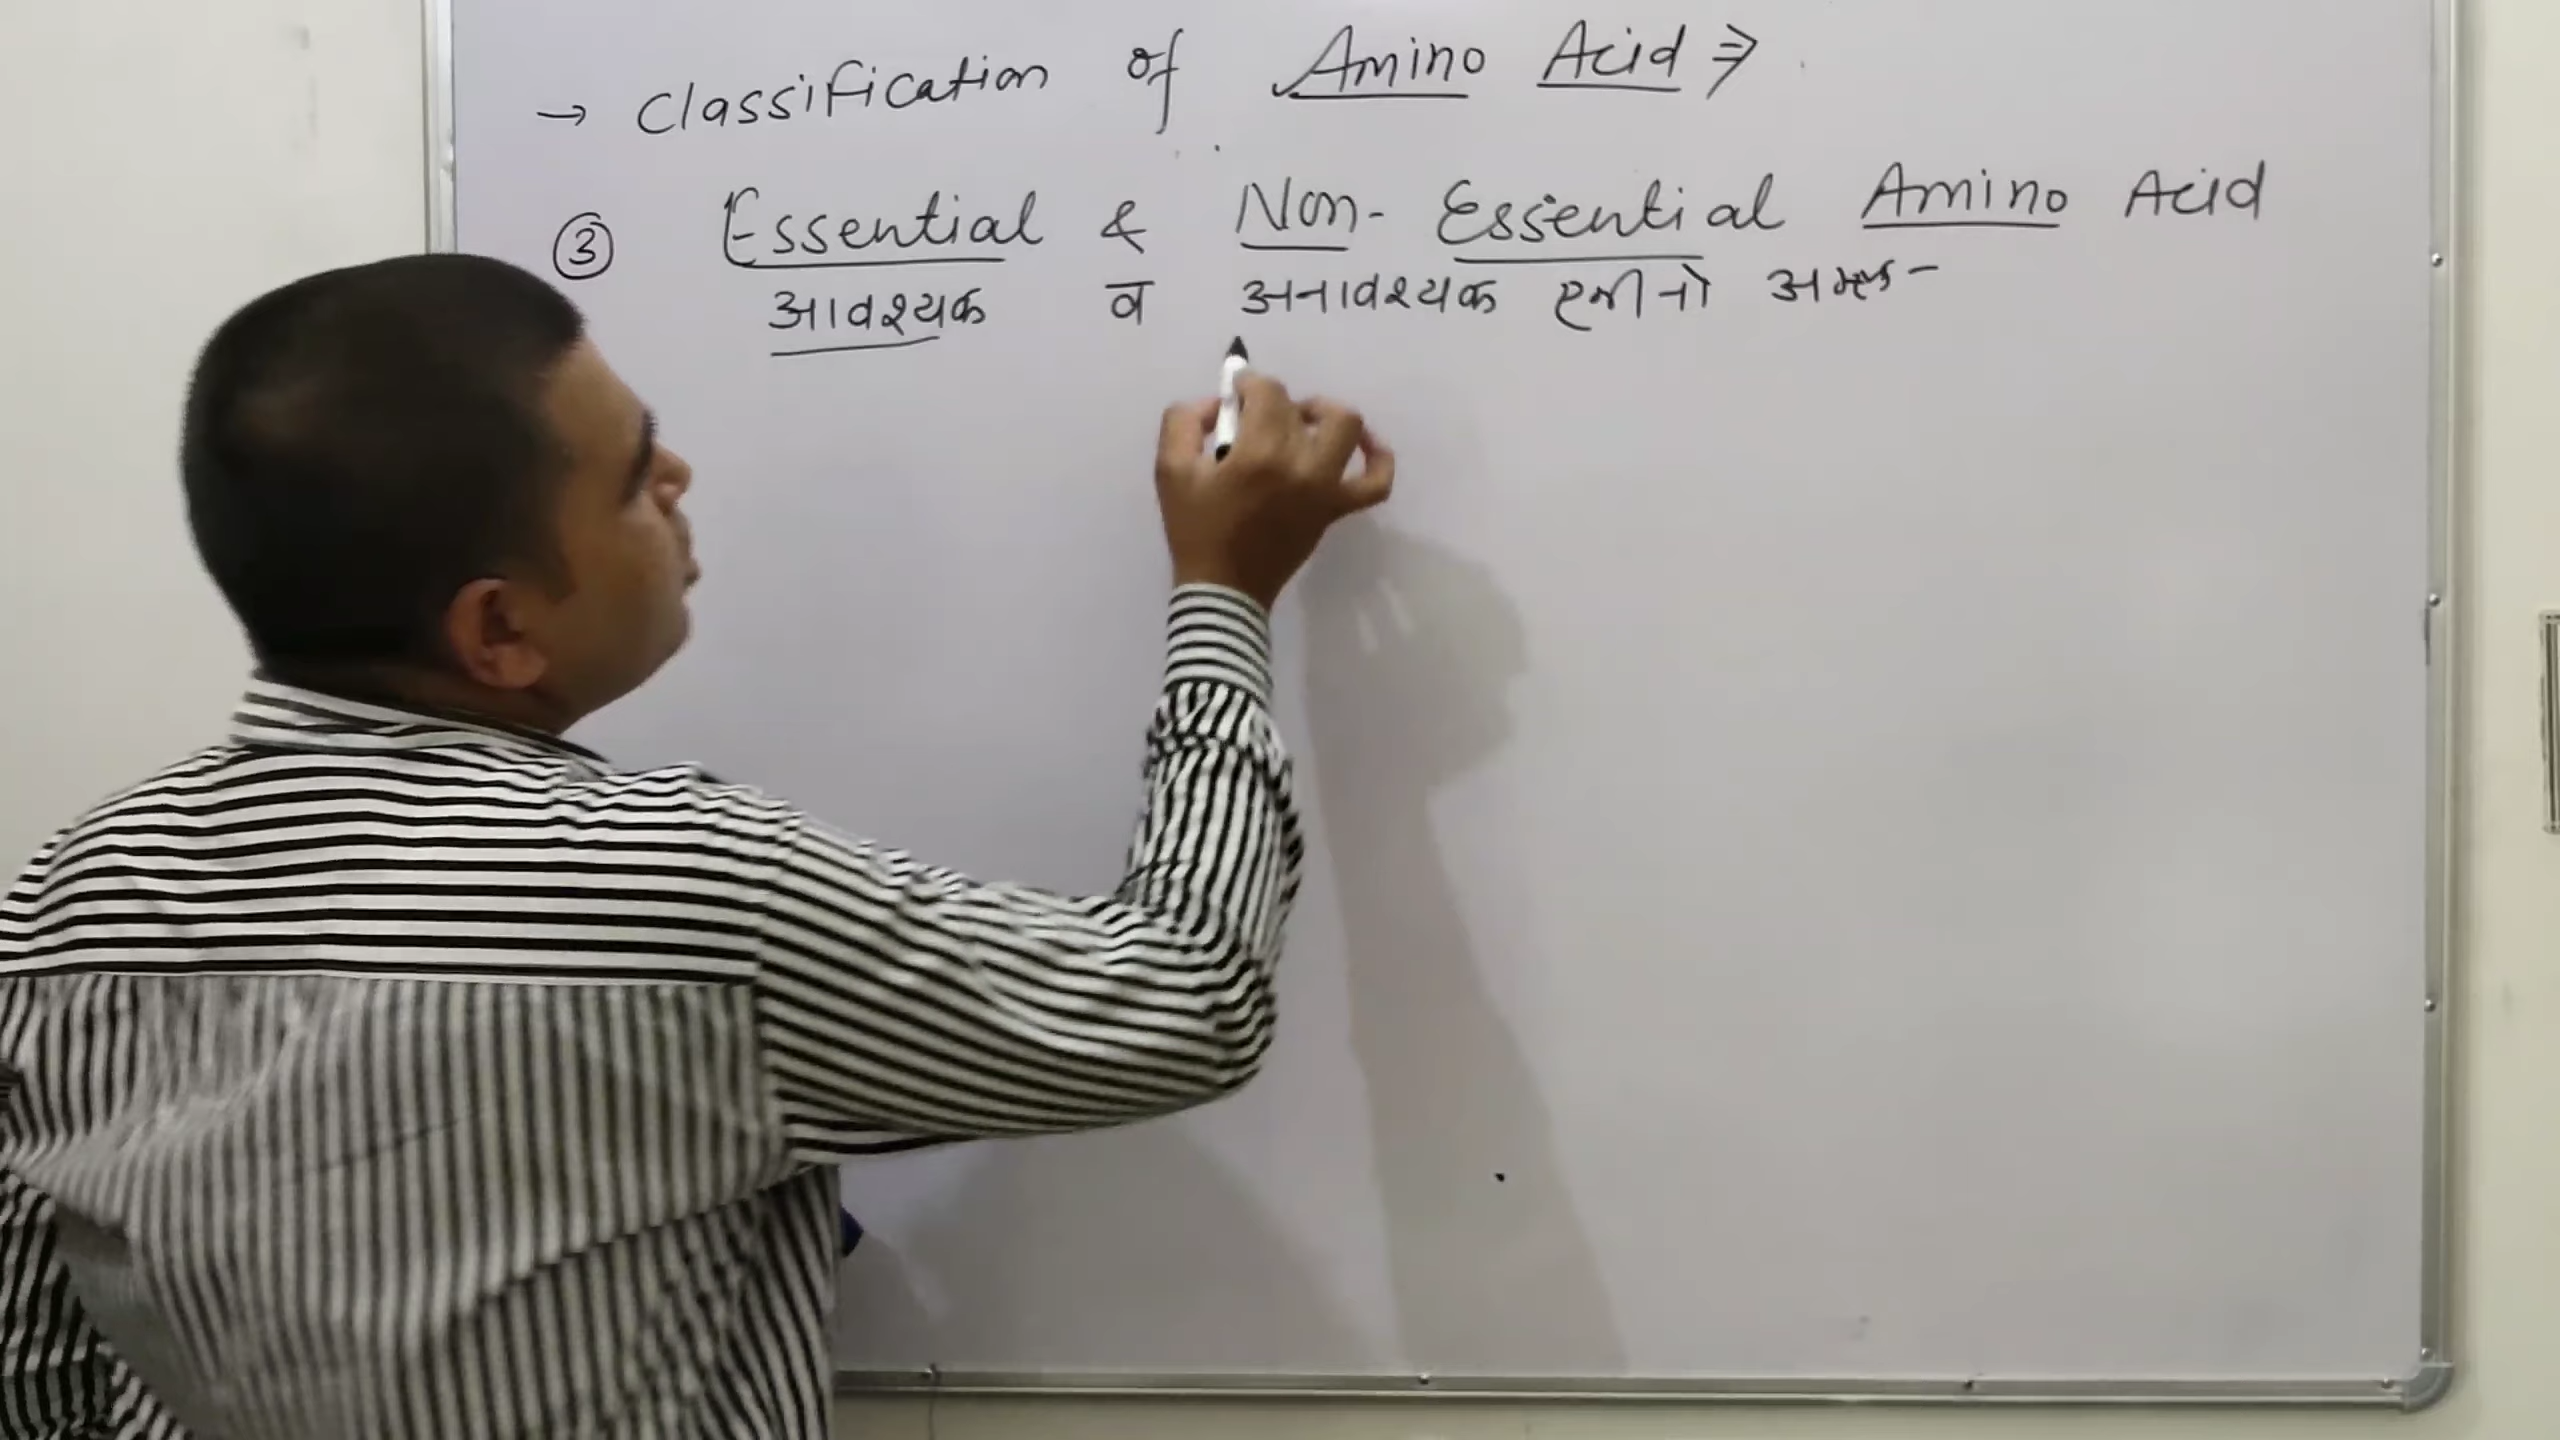 → Classification of Amino Acid ⇒
③ Essential & Non-Essential Amino Acid
आवश्यक व अनावश्यक एमीनो अम्ल-